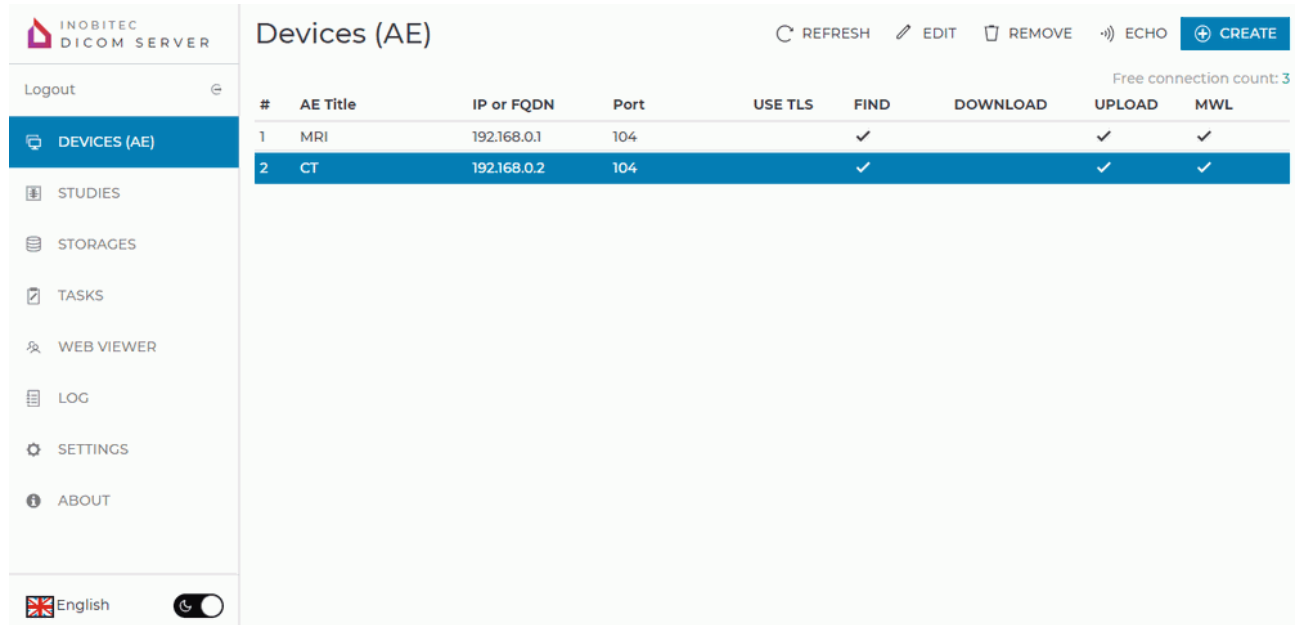 INOBITEC
DICOM SERVER
Logout
DEVICES (AE)
STUDIES
STORAGES
TASKS
WEB VIEWER
LOG
SETTINGS
ABOUT
English
Devices (AE)
REFRESH EDIT REMOVE ECHO CREATE
Free connection count: 3
# AE Title IP or FQDN Port USE TLS FIND DOWNLOAD UPLOAD MWL
1 MRI 192.168.0.1 104 ✓ ✓ ✓
2 CT 192.168.0.2 104 ✓ ✓ ✓